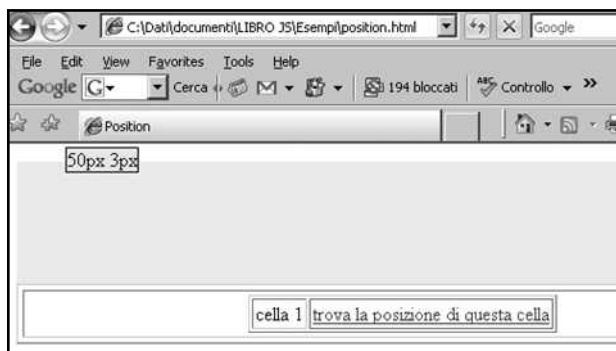 C:\Dati\documenti\LIBRO JS\Esempi\position.html
Google
File Edit View Favorites Tools Help
Google G Cerca 194 bloccati ABC Controllo »
Position
50px 3px
cella 1 trova la posizione di questa cella